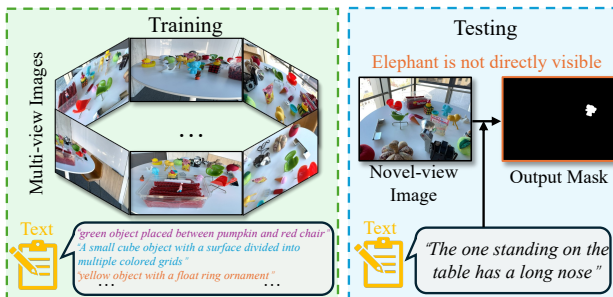 Training
Multi-view Images
...
Text
"green object placed between pumpkin and red chair"
"A small cube object with a surface divided into
multiple colored grids"
"yellow object with a float ring ornament"
... ...
Testing
Elephant is not directly visible
Novel-view
Image
Output Mask
Text
"The one standing on the
table has a long nose"